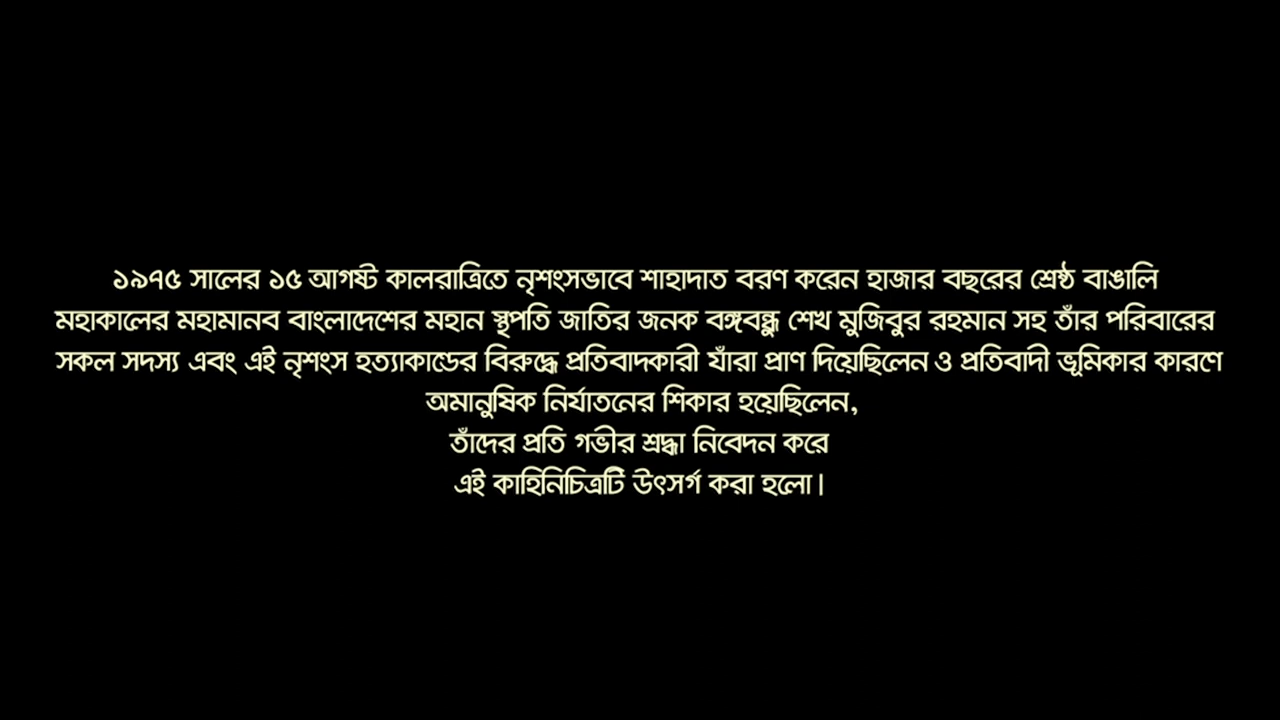 ১৯৭৫ সালের ১৫ আগষ্ট কালরাত্রিতে নৃশংসভাবে শাহাদাত বরণ করেন হাজার বছরের শ্রেষ্ঠ বাঙালি
মহাকালের মহামানব বাংলাদেশের মহান স্থপতি জাতির জনক বঙ্গবন্ধু শেখ মুজিবুর রহমান সহ তাঁর পরিবারের
সকল সদস্য এবং এই নৃশংস হত্যাকান্ডের বিরুদ্ধে প্রতিবাদকারী যাঁরা প্রাণ দিয়েছিলেন ও প্রতিবাদী ভূমিকার কারণে
অমানুষিক নির্যাতনের শিকার হয়েছিলেন,
তাঁদের প্রতি গভীর শ্রদ্ধা নিবেদন করে
এই কাহিনিচিত্রটি উৎসর্গ করা হলো।